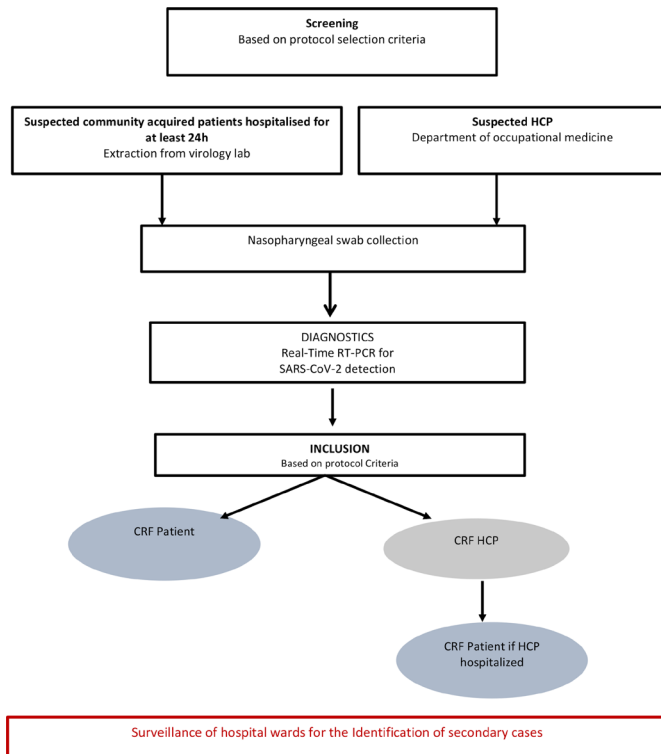 Screening
Based on protocol selection criteria
Suspected community acquired patients hospitalised for
at least 24h
Extraction from virology lab
Suspected HCP
Department of occupational medicine
Nasopharyngeal swab collection
DIAGNOSTICS
Real-Time RT-PCR for
SARS-CoV-2 detection
INCLUSION
Based on protocol Criteria
CRF Patient
CRF HCP
CRF Patient if HCP
hospitalized
Surveillance of hospital wards for the Identification of secondary cases